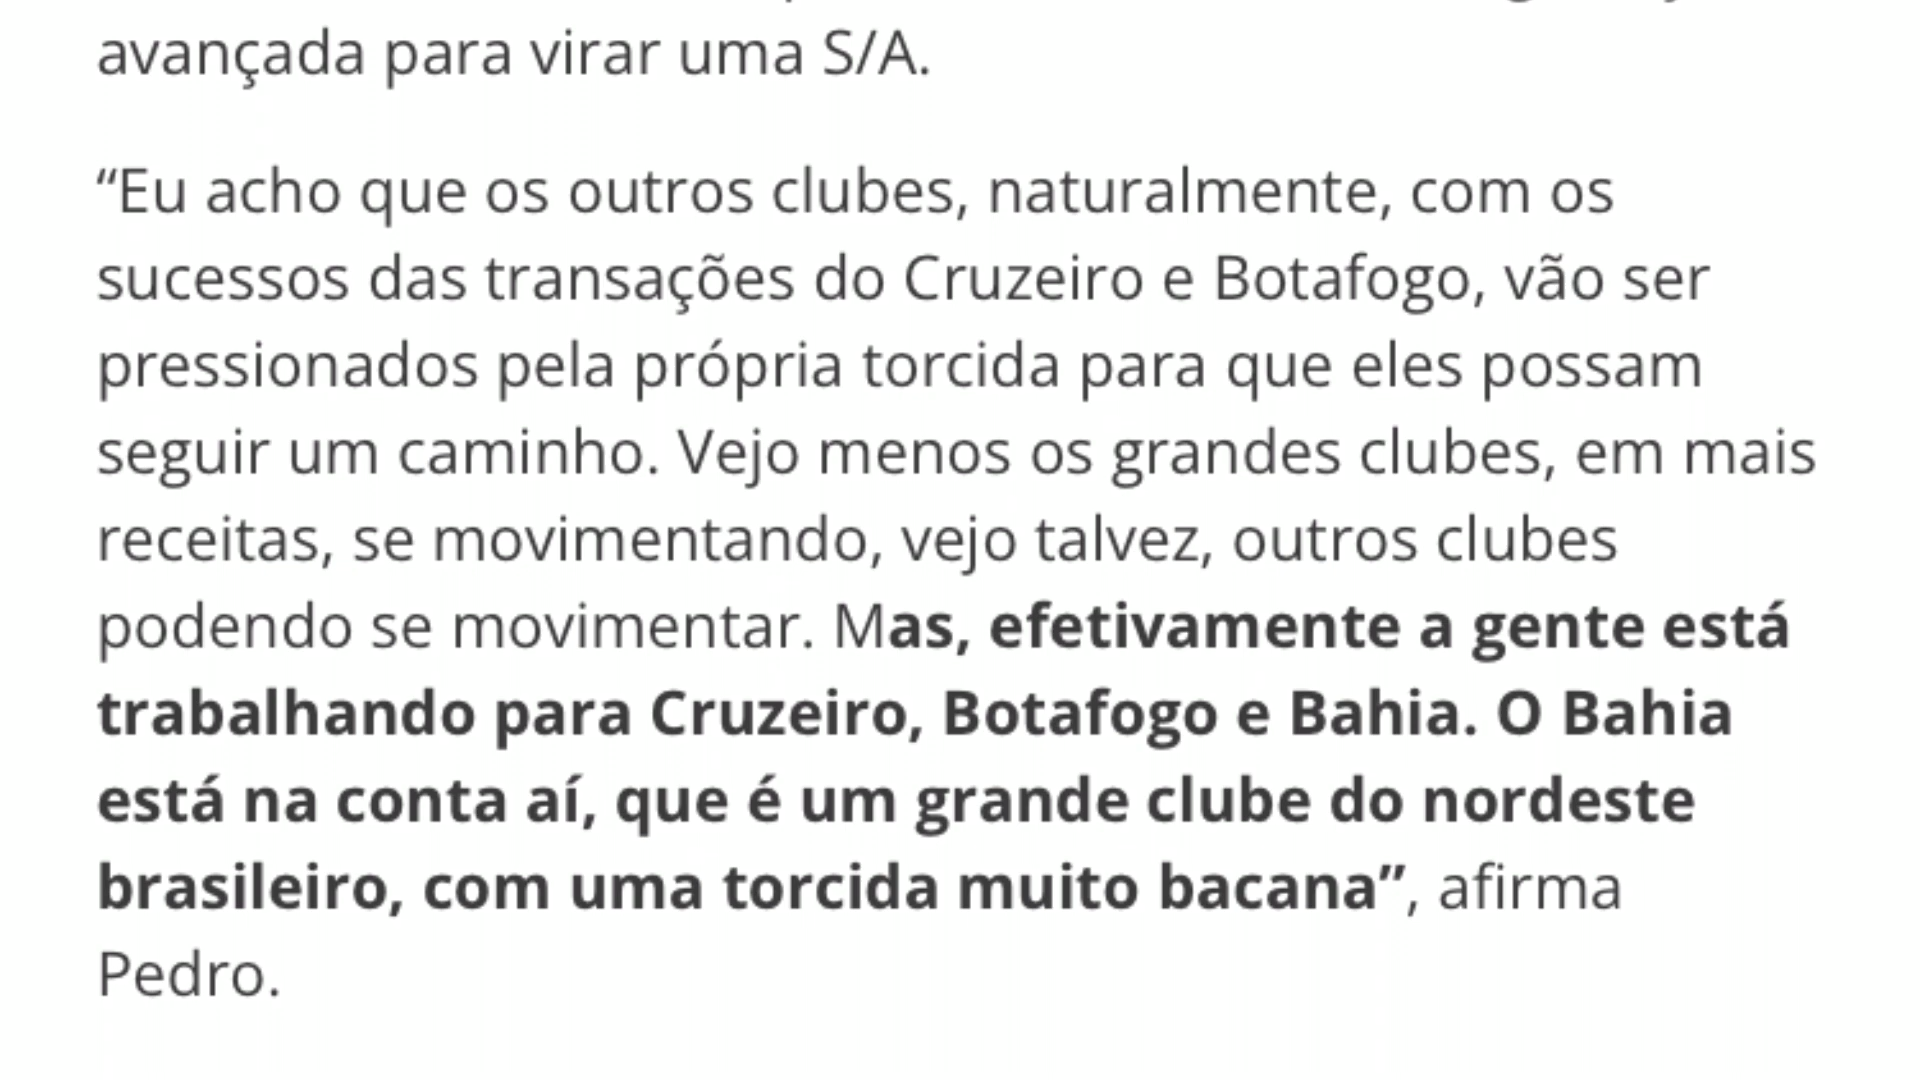 avançada para virar uma S/A.
“Eu acho que os outros clubes, naturalmente, com os
sucessos das transações do Cruzeiro e Botafogo, vão ser
pressionados pela própria torcida para que eles possam
seguir um caminho. Vejo menos os grandes clubes, em mais
receitas, se movimentando, vejo talvez, outros clubes
podendo se movimentar. Mas, efetivamente a gente está
trabalhando para Cruzeiro, Botafogo e Bahia. O Bahia
está na conta aí, que é um grande clube do nordeste
brasileiro, com uma torcida muito bacana”, afirma
Pedro.